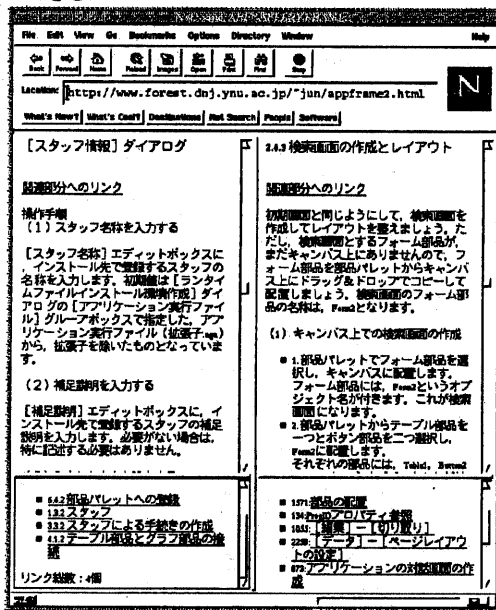 File Edit View Go Bookmarks Options Directory Window Help
Back Forward Home Reload Images Open Print Find Stop
Location: http://www.forest.dnj.ynu.ac.jp/~jun/appframe2.html
N
What's New? What's Cool? Destinations Net Search People Software
[スタッフ情報] ダイアログ
関連部分へのリンク
操作手順
(1) スタッフ名称を入力する
[スタッフ名称] エディットボックスに
, インストール先で登録するスタッフの
名称を入力します. 初期値は [ランタイ
ムファイルインストール環境作成] ダイ
アログの [アプリケーション実行ファイ
ル] グループボックスで指定した, アプ
リケーション実行ファイル (拡張子
から, 拡張子を除いたものとなっていま
す.
(2) 補足説明を入力する
[補足説明] エディットボックスに, イ
ンストール先で登録するスタッフの補足
説明を入力します. 必要がない場合は,
特に記述する必要はありません.
6.4.2 部品パレットへの登録
1.3.2 スタッフ
3.3.2 スタッフによる手続きの作成
4.1.2 テーブル部品とグラフ部品の接
続
リンク総数 : 4個
2.4.3 検索画面の作成とレイアウト
関連部分へのリンク
初期画面と同じようにして, 検索画面を
作成してレイアウトを整えましょう. た
だし, 検索画面とするフォーム部品が,
まだキャンバス上にありませんので, フ
ォーム部品を部品パレットからキャンバ
ス上にドラッグ&ドロップでコピーして
配置しましょう. 検索画面のフォーム部
品の名称は, Form2となります.
(1) キャンバス上での検索画面の作成
1. 部品パレットでフォーム部品を選
択し, キャンバスに配置します.
フォーム部品には, Form2というオブ
ジェクト名が付きます. これが検索
画面になります.
2. 部品パレットからテーブル部品を
一つとボタン部品を二つ選択し,
Form2に配置します.
それぞれの部品には, Table1, Button2
1571: 部品の配置
134: ProgIDプロパティ参照
1055: [編集] - [切り取り]
2250: [データ] - [ページレイアウ
トの設定]
872: アプリケーションの対話画面の作
成